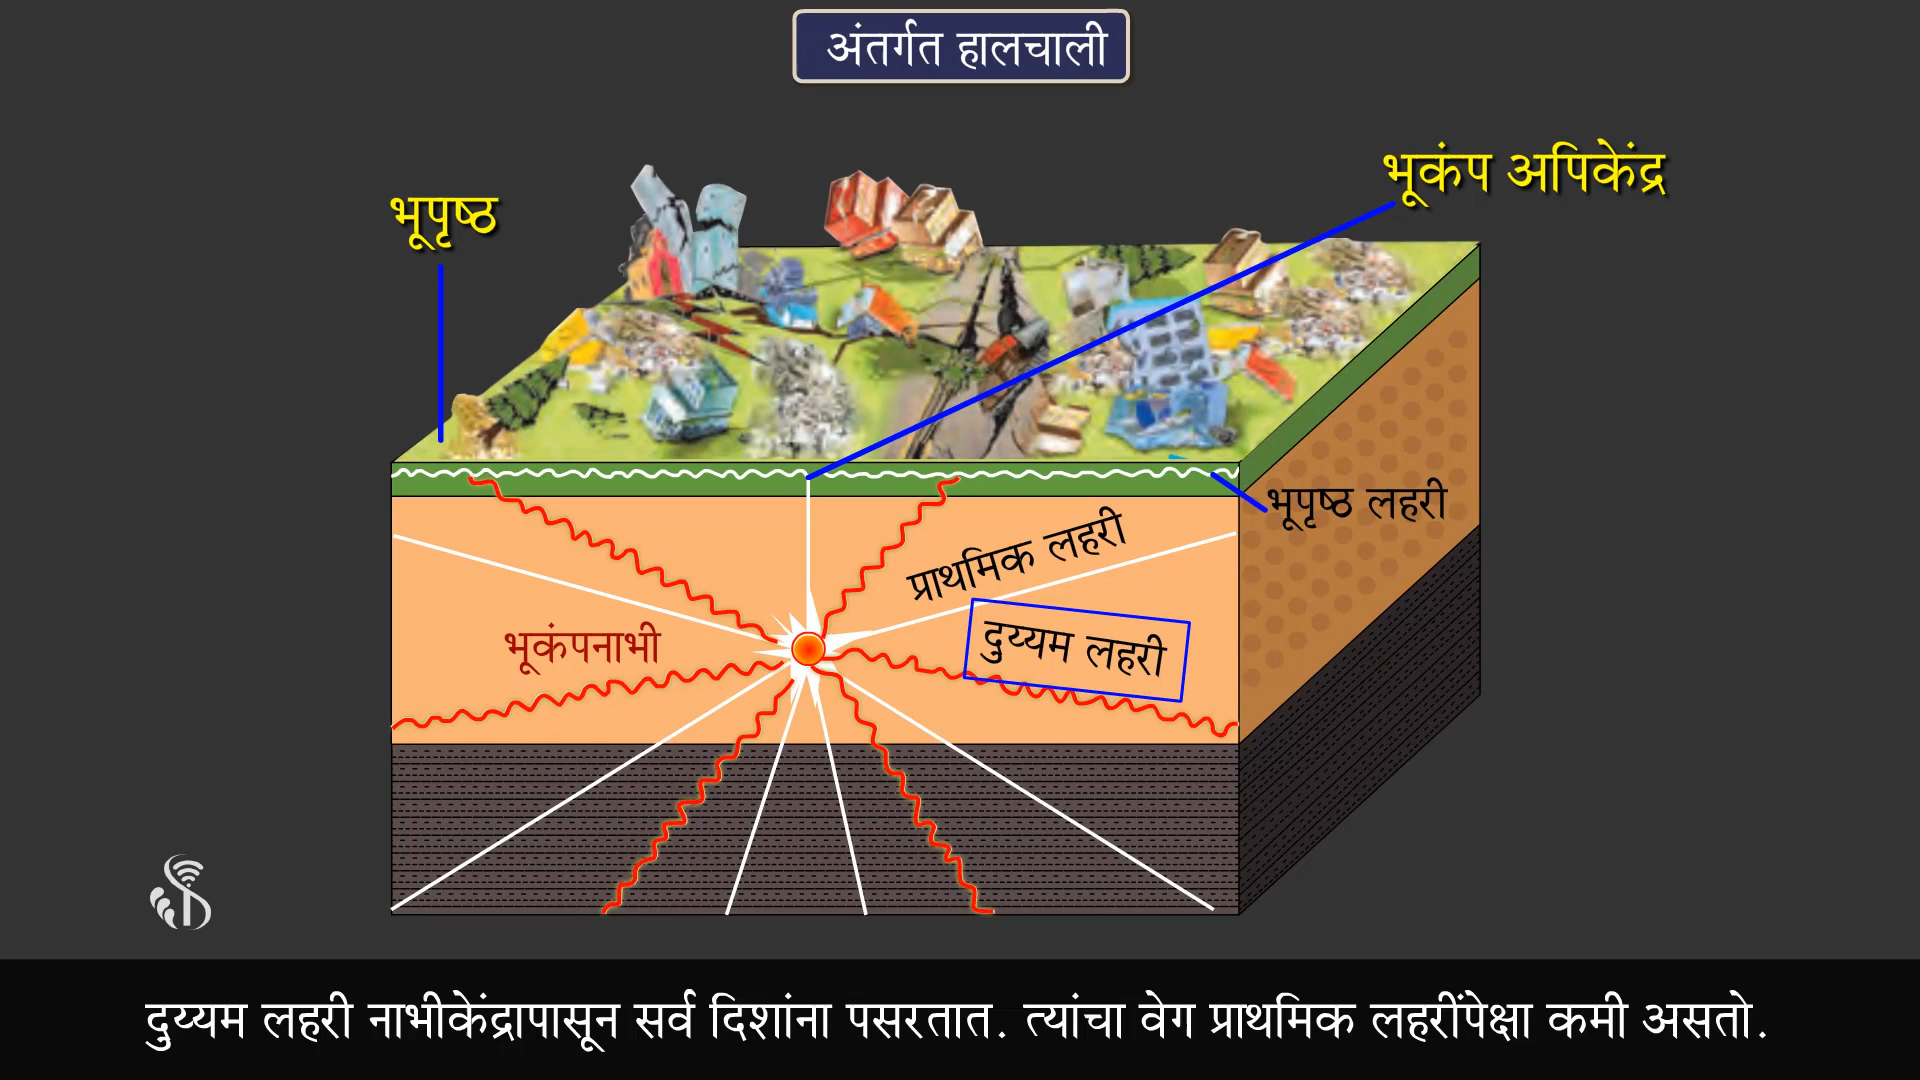 अंतर्गत हालचाली
भूकंप अपिकेंद्र
भूपृष्ठ
भूपृष्ठ लहरी
प्राथमिक लहरी
दुय्यम लहरी
भूकंपनाभी
दुय्यम लहरी नाभीकेंद्रापासून सर्व दिशांना पसरतात. त्यांचा वेग प्राथमिक लहरींपेक्षा कमी असतो.